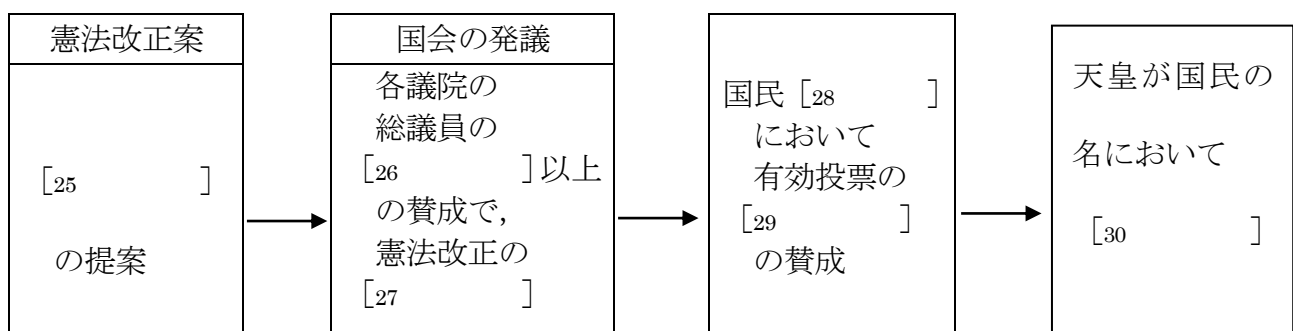 憲法改正案
[25 ]
の提案
国会の発議
各議院の
総議員の
[26 ]以上
の賛成で,
憲法改正の
[27 ]
国民[28 ]
において
有効投票の
[29 ]
の賛成
天皇が国民の
名において
[30 ]